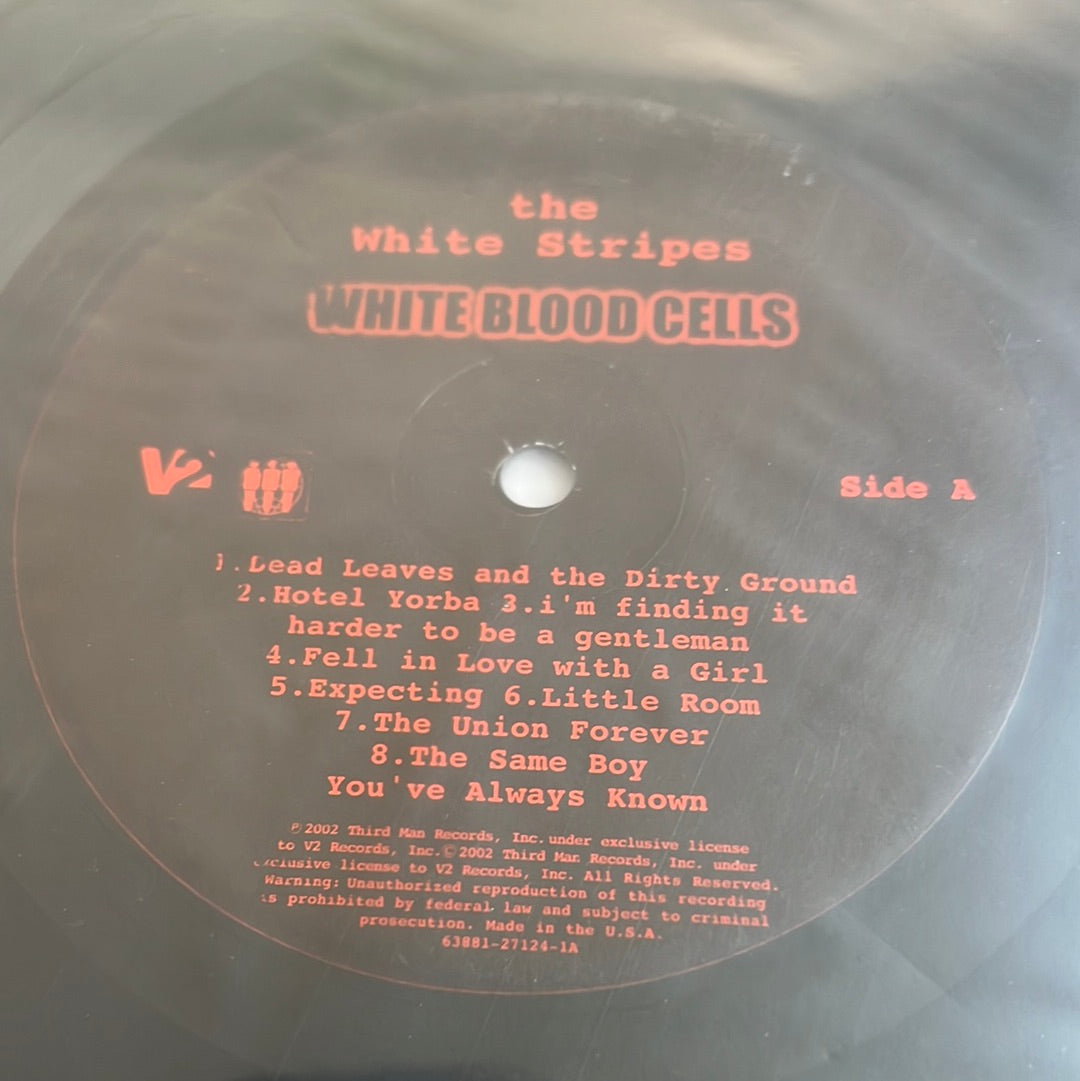 the
White Stripes
WHITE BLOOD CELLS
V2
Side A
1.Lead Leaves and the Dirty Ground
2.Hotel Yorba 3.i'm finding it
harder to be a gentleman
4.Fell in Love with a Girl
5.Expecting 6.Little Room
7.The Union Forever
8.The Same Boy
You've Always Known
℗2002 Third Man Records, Inc. under exclusive license
to V2 Records, Inc.©2002 Third Man Records, Inc. under
exclusive license to V2 Records, Inc. All Rights Reserved.
Warning: Unauthorized reproduction of this recording
is prohibited by federal law and subject to criminal
prosecution. Made in the U.S.A.
63881-27124-1A